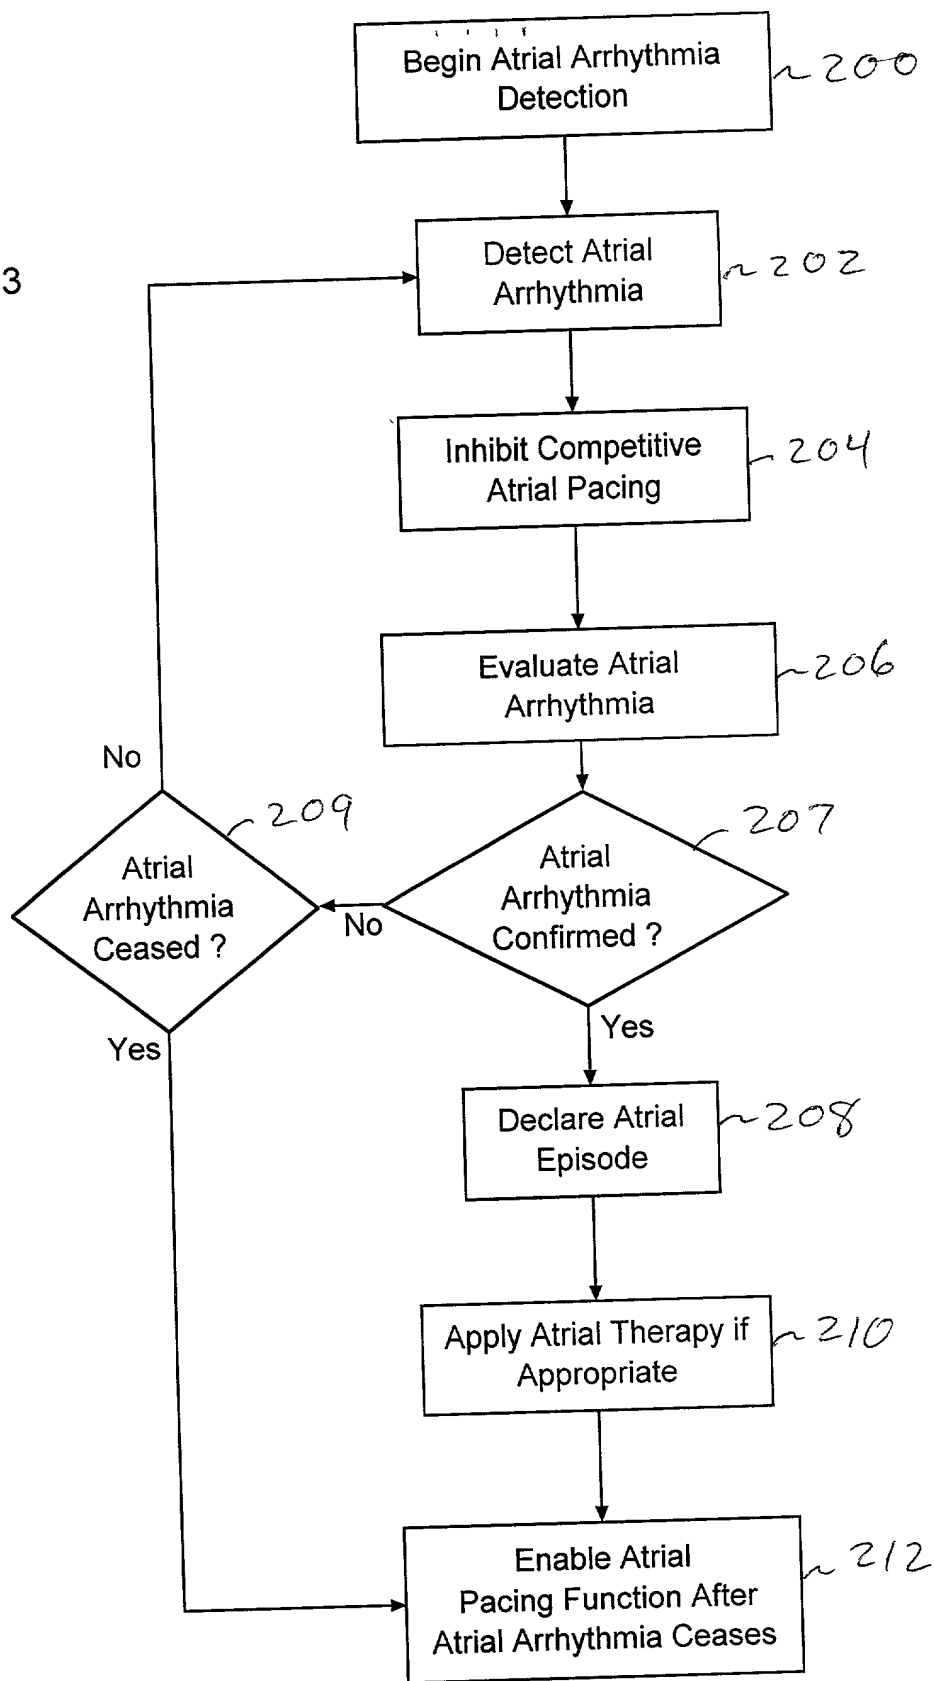 Begin Atrial Arrhythmia
Detection
200
3
Detect Atrial
Arrhythmia
202
Inhibit Competitive
Atrial Pacing
204
Evaluate Atrial
Arrhythmia
206
No
209
Atrial
Arrhythmia
Ceased ?
Yes
207
Atrial
Arrhythmia
Confirmed ?
No
Yes
Declare Atrial
Episode
208
Apply Atrial Therapy if
Appropriate
210
Enable Atrial
Pacing Function After
Atrial Arrhythmia Ceases
212